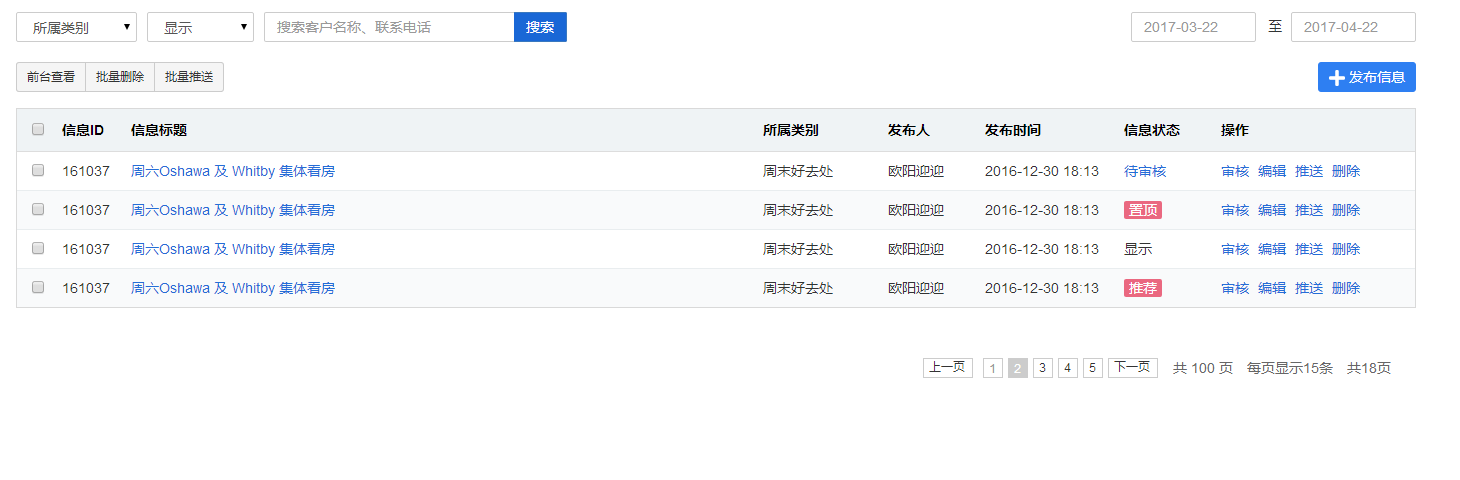 所属类别 显示 搜索客户名称、联系电话 搜索 2017-03-22 至 2017-04-22
前台查看 批量删除 批量推送 发布信息
信息ID 信息标题 所属类别 发布人 发布时间 信息状态 操作
161037 周六Oshawa 及 Whitby 集体看房 周末好去处 欧阳迎迎 2016-12-30 18:13 待审核 审核 编辑 推送 删除
161037 周六Oshawa 及 Whitby 集体看房 周末好去处 欧阳迎迎 2016-12-30 18:13 置顶 审核 编辑 推送 删除
161037 周六Oshawa 及 Whitby 集体看房 周末好去处 欧阳迎迎 2016-12-30 18:13 显示 审核 编辑 推送 删除
161037 周六Oshawa 及 Whitby 集体看房 周末好去处 欧阳迎迎 2016-12-30 18:13 推荐 审核 编辑 推送 删除
上一页 1 2 3 4 5 下一页 共 100 页 每页显示15条 共18页